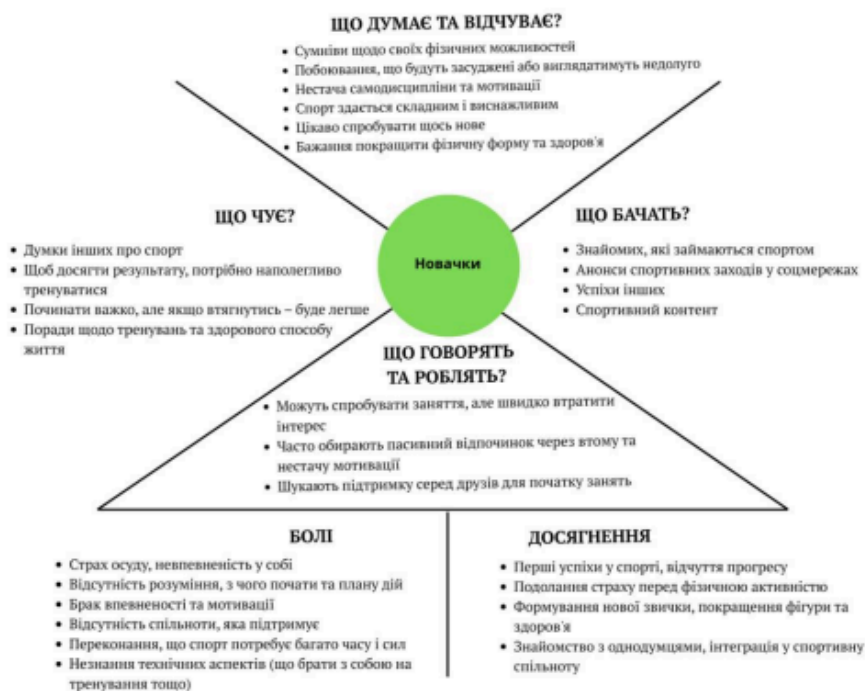 ЩО ДУМАЄ ТА ВІДЧУВАЄ?
• Сумніви щодо своїх фізичних можливостей
• Побоювання, що будуть засуджені або виглядатимуть недолуго
• Нестача самодисципліни та мотивації
• Спорт здається складним і виснажливим
• Цікаво спробувати щось нове
• Бажання покращити фізичну форму та здоров'я
ЩО ЧУЄ?
• Думки інших про спорт
• Щоб досягти результату, потрібно наполегливо
тренуватися
• Починати важко, але якщо втягнутись – буде легше
• Поради щодо тренувань та здорового способу
життя
Новачки
ЩО БАЧАТЬ?
• Знайомих, які займаються спортом
• Анонси спортивних заходів у соцмережах
• Успіхи інших
• Спортивний контент
ЩО ГОВОРЯТЬ
ТА РОБЛЯТЬ?
• Можуть спробувати заняття, але швидко втратити
інтерес
• Часто обирають пасивний відпочинок через втому та
нестачу мотивації
• Шукають підтримку серед друзів для початку занять
БОЛІ
• Страх осуду, невпевненість у собі
• Відсутність розуміння, з чого почати та плану дій
• Брак впевненості та мотивації
• Відсутність спільноти, яка підтримує
• Переконання, що спорт потребує багато часу і сил
• Незнання технічних аспектів (що брати з собою на
тренування тощо)
ДОСЯГНЕННЯ
• Перші успіхи у спорті, відчуття прогресу
• Подолання страху перед фізичною активністю
• Формування нової звички, покращення фігури та
здоров'я
• Знайомство з однодумцями, інтеграція у спортивну
спільноту